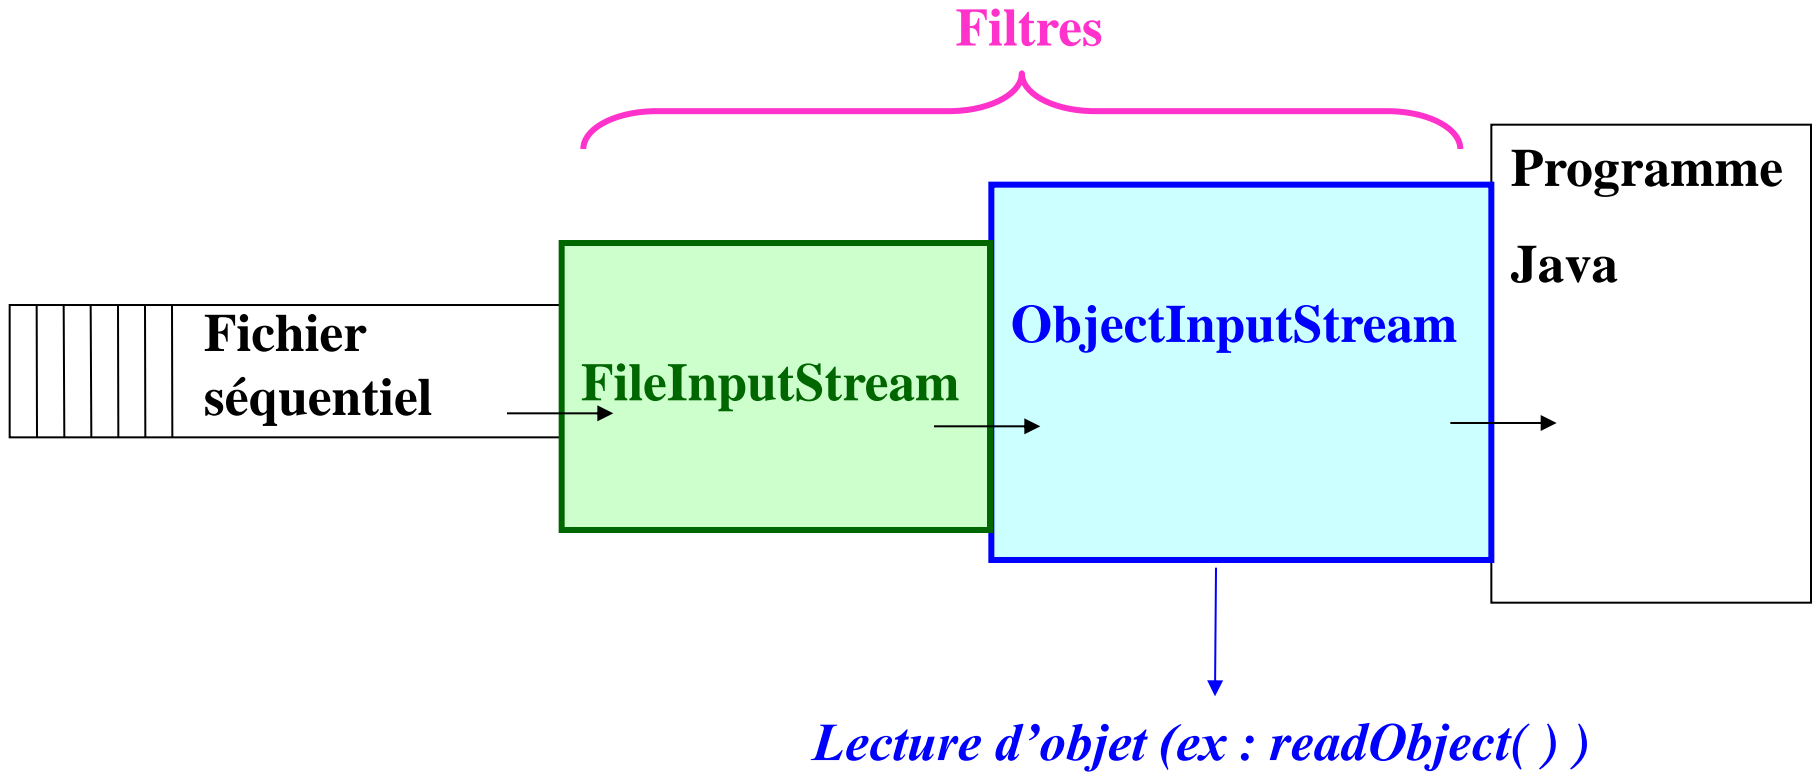 Filtres
Programme
Java
Fichier
séquentiel
FileInputStream
ObjectInputStream
Lecture d’objet (ex : readObject( ) )